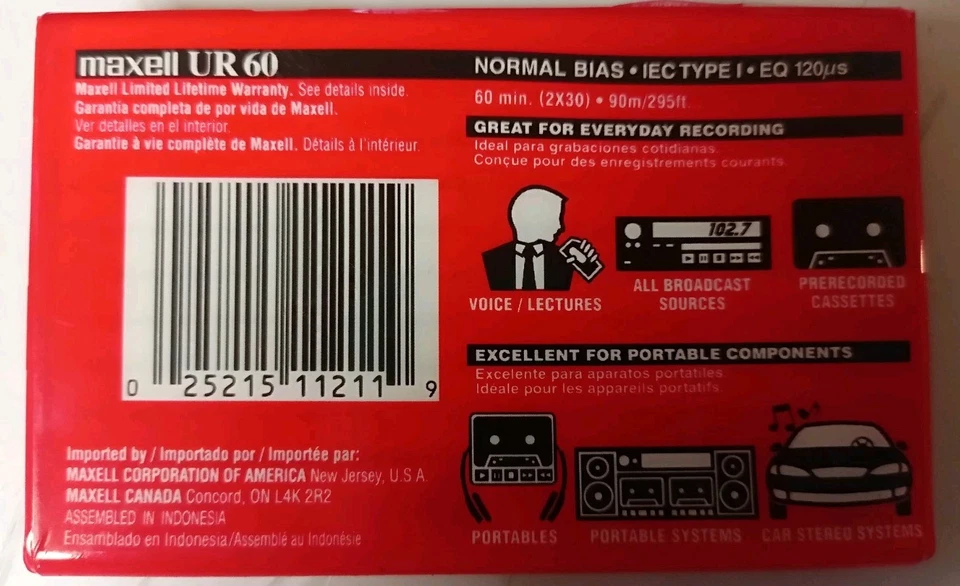 maxell UR 60
Maxell Limited Lifetime Warranty. See details inside.
Garantia completa de por vida de Maxell.
Ver detalles en el interior.
Garantie à vie complète de Maxell. Détails à l'intérieur.
0 25215 11211 9
Imported by / Importado por / Importée par:
MAXELL CORPORATION OF AMERICA New Jersey, U.S.A.
MAXELL CANADA Concord, ON L4K 2R2
ASSEMBLED IN INDONESIA
Ensamblado en Indonesia/Assemblé au Indonésie
NORMAL BIAS • IEC TYPE I • EQ 120µs
60 min. (2X30) • 90m/295ft.
GREAT FOR EVERYDAY RECORDING
Ideal para grabaciones cotidianas.
Conçue pour des enregistrements courants.
102.7
VOICE / LECTURES
ALL BROADCAST
SOURCES
PRERECORDED
CASSETTES
EXCELLENT FOR PORTABLE COMPONENTS
Excelente para aparatos portatiles.
Ideale pour les appareils portatifs.
PORTABLES
PORTABLE SYSTEMS
CAR STEREO SYSTEMS